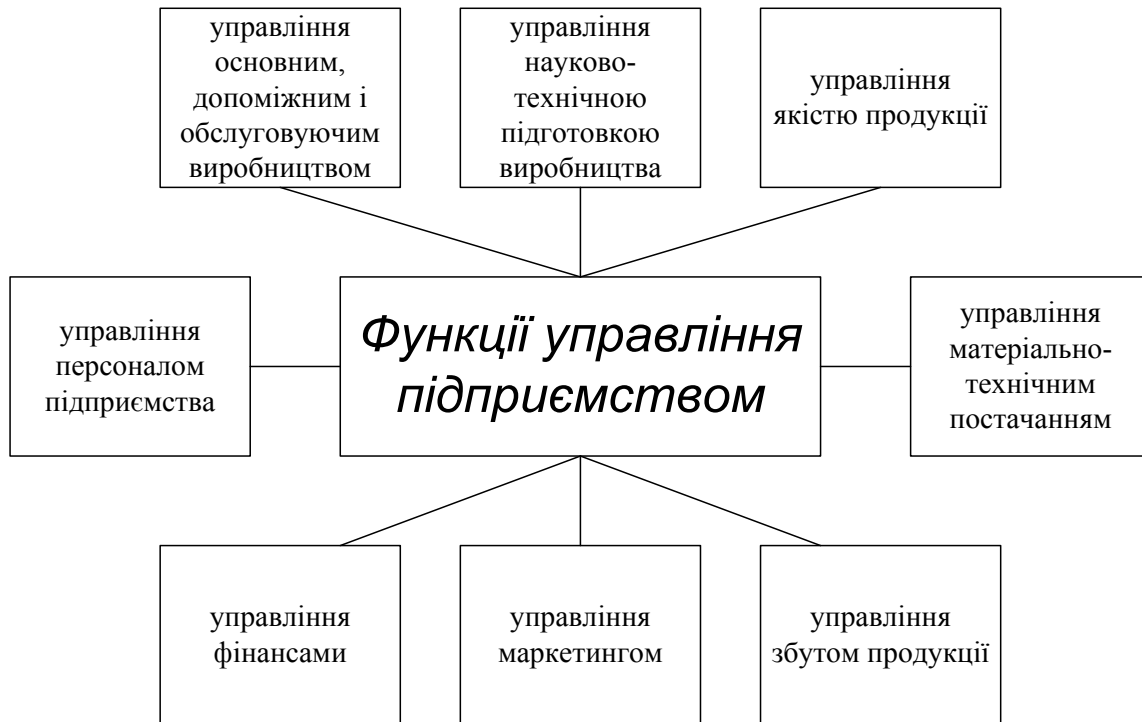 управління
основним,
допоміжним і
обслуговуючим
виробництвом
управління
науково-
технічною
підготовкою
виробництва
управління
якістю продукції
управління
персоналом
підприємства
Функції управління
підприємством
управління
матеріально-
технічним
постачанням
управління
фінансами
управління
маркетингом
управління
збутом продукції